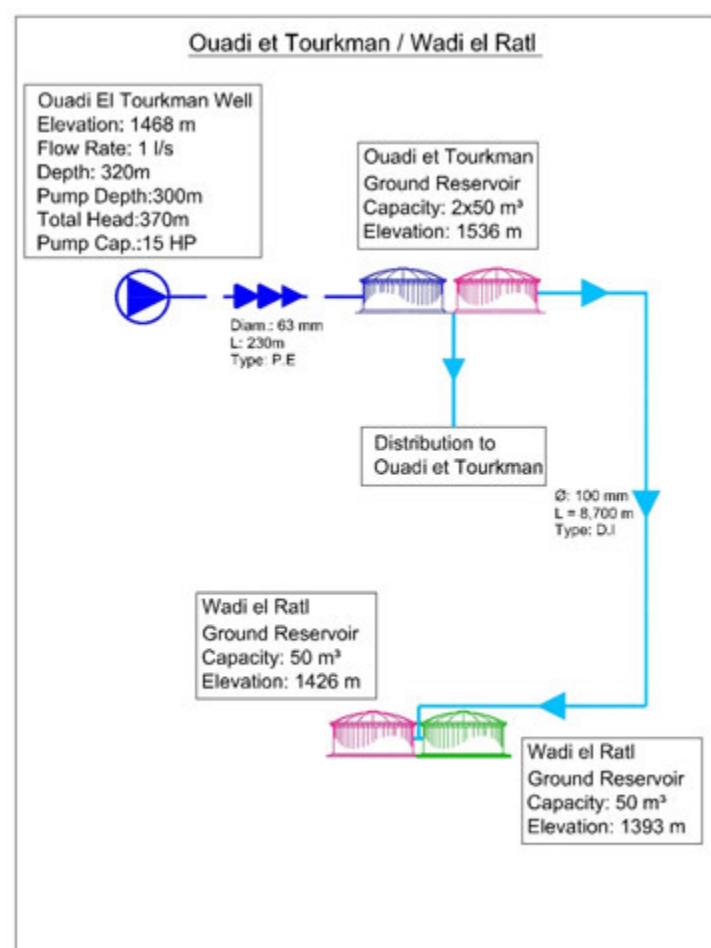 Ouadi et Tourkman / Wadi el Ratl
Ouadi El Tourkman Well
Elevation: 1468 m
Flow Rate: 1 l/s
Depth: 320m
Pump Depth:300m
Total Head:370m
Pump Cap.:15 HP
Ouadi et Tourkman
Ground Reservoir
Capacity: 2x50 m³
Elevation: 1536 m
Diam.: 63 mm
L: 230m
Type: P.E
Distribution to
Ouadi et Tourkman
Ø: 100 mm
L = 8,700 m
Type: D.I
Wadi el Ratl
Ground Reservoir
Capacity: 50 m³
Elevation: 1426 m
Wadi el Ratl
Ground Reservoir
Capacity: 50 m³
Elevation: 1393 m